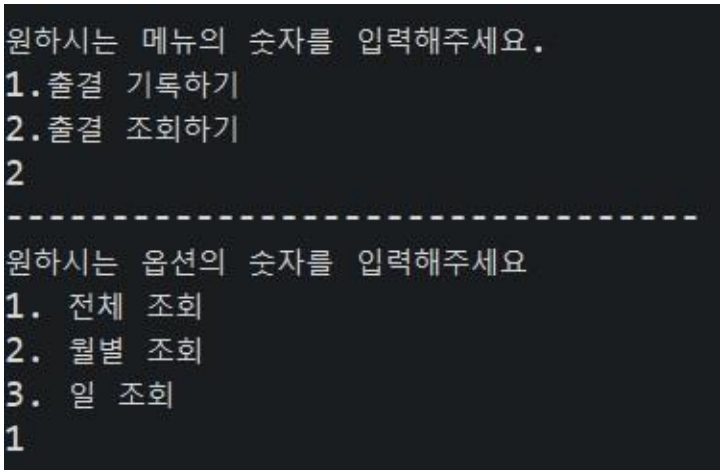 원하시는 메뉴의 숫자를 입력해주세요.
1.출결 기록하기
2.출결 조회하기
2
---------------------------------
원하시는 옵션의 숫자를 입력해주세요
1. 전체 조회
2. 월별 조회
3. 일 조회
1